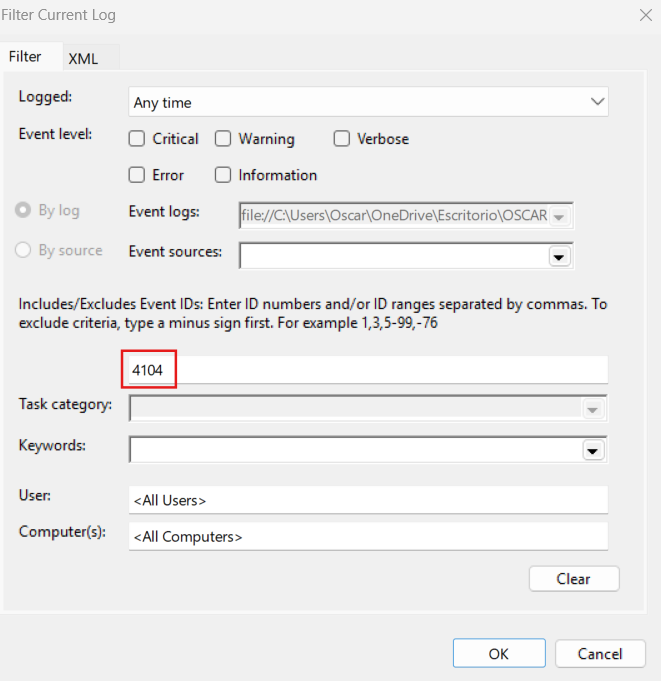 Filter Current Log
Filter XML
Logged: Any time
Event level: Critical Warning Verbose
Error Information
By log Event logs: file://C:\Users\Oscar\OneDrive\Escritorio\OSCAR
By source Event sources:
Includes/Excludes Event IDs: Enter ID numbers and/or ID ranges separated by commas. To
exclude criteria, type a minus sign first. For example 1,3,5-99,-76
4104
Task category:
Keywords:
User: <All Users>
Computer(s): <All Computers>
Clear
OK Cancel